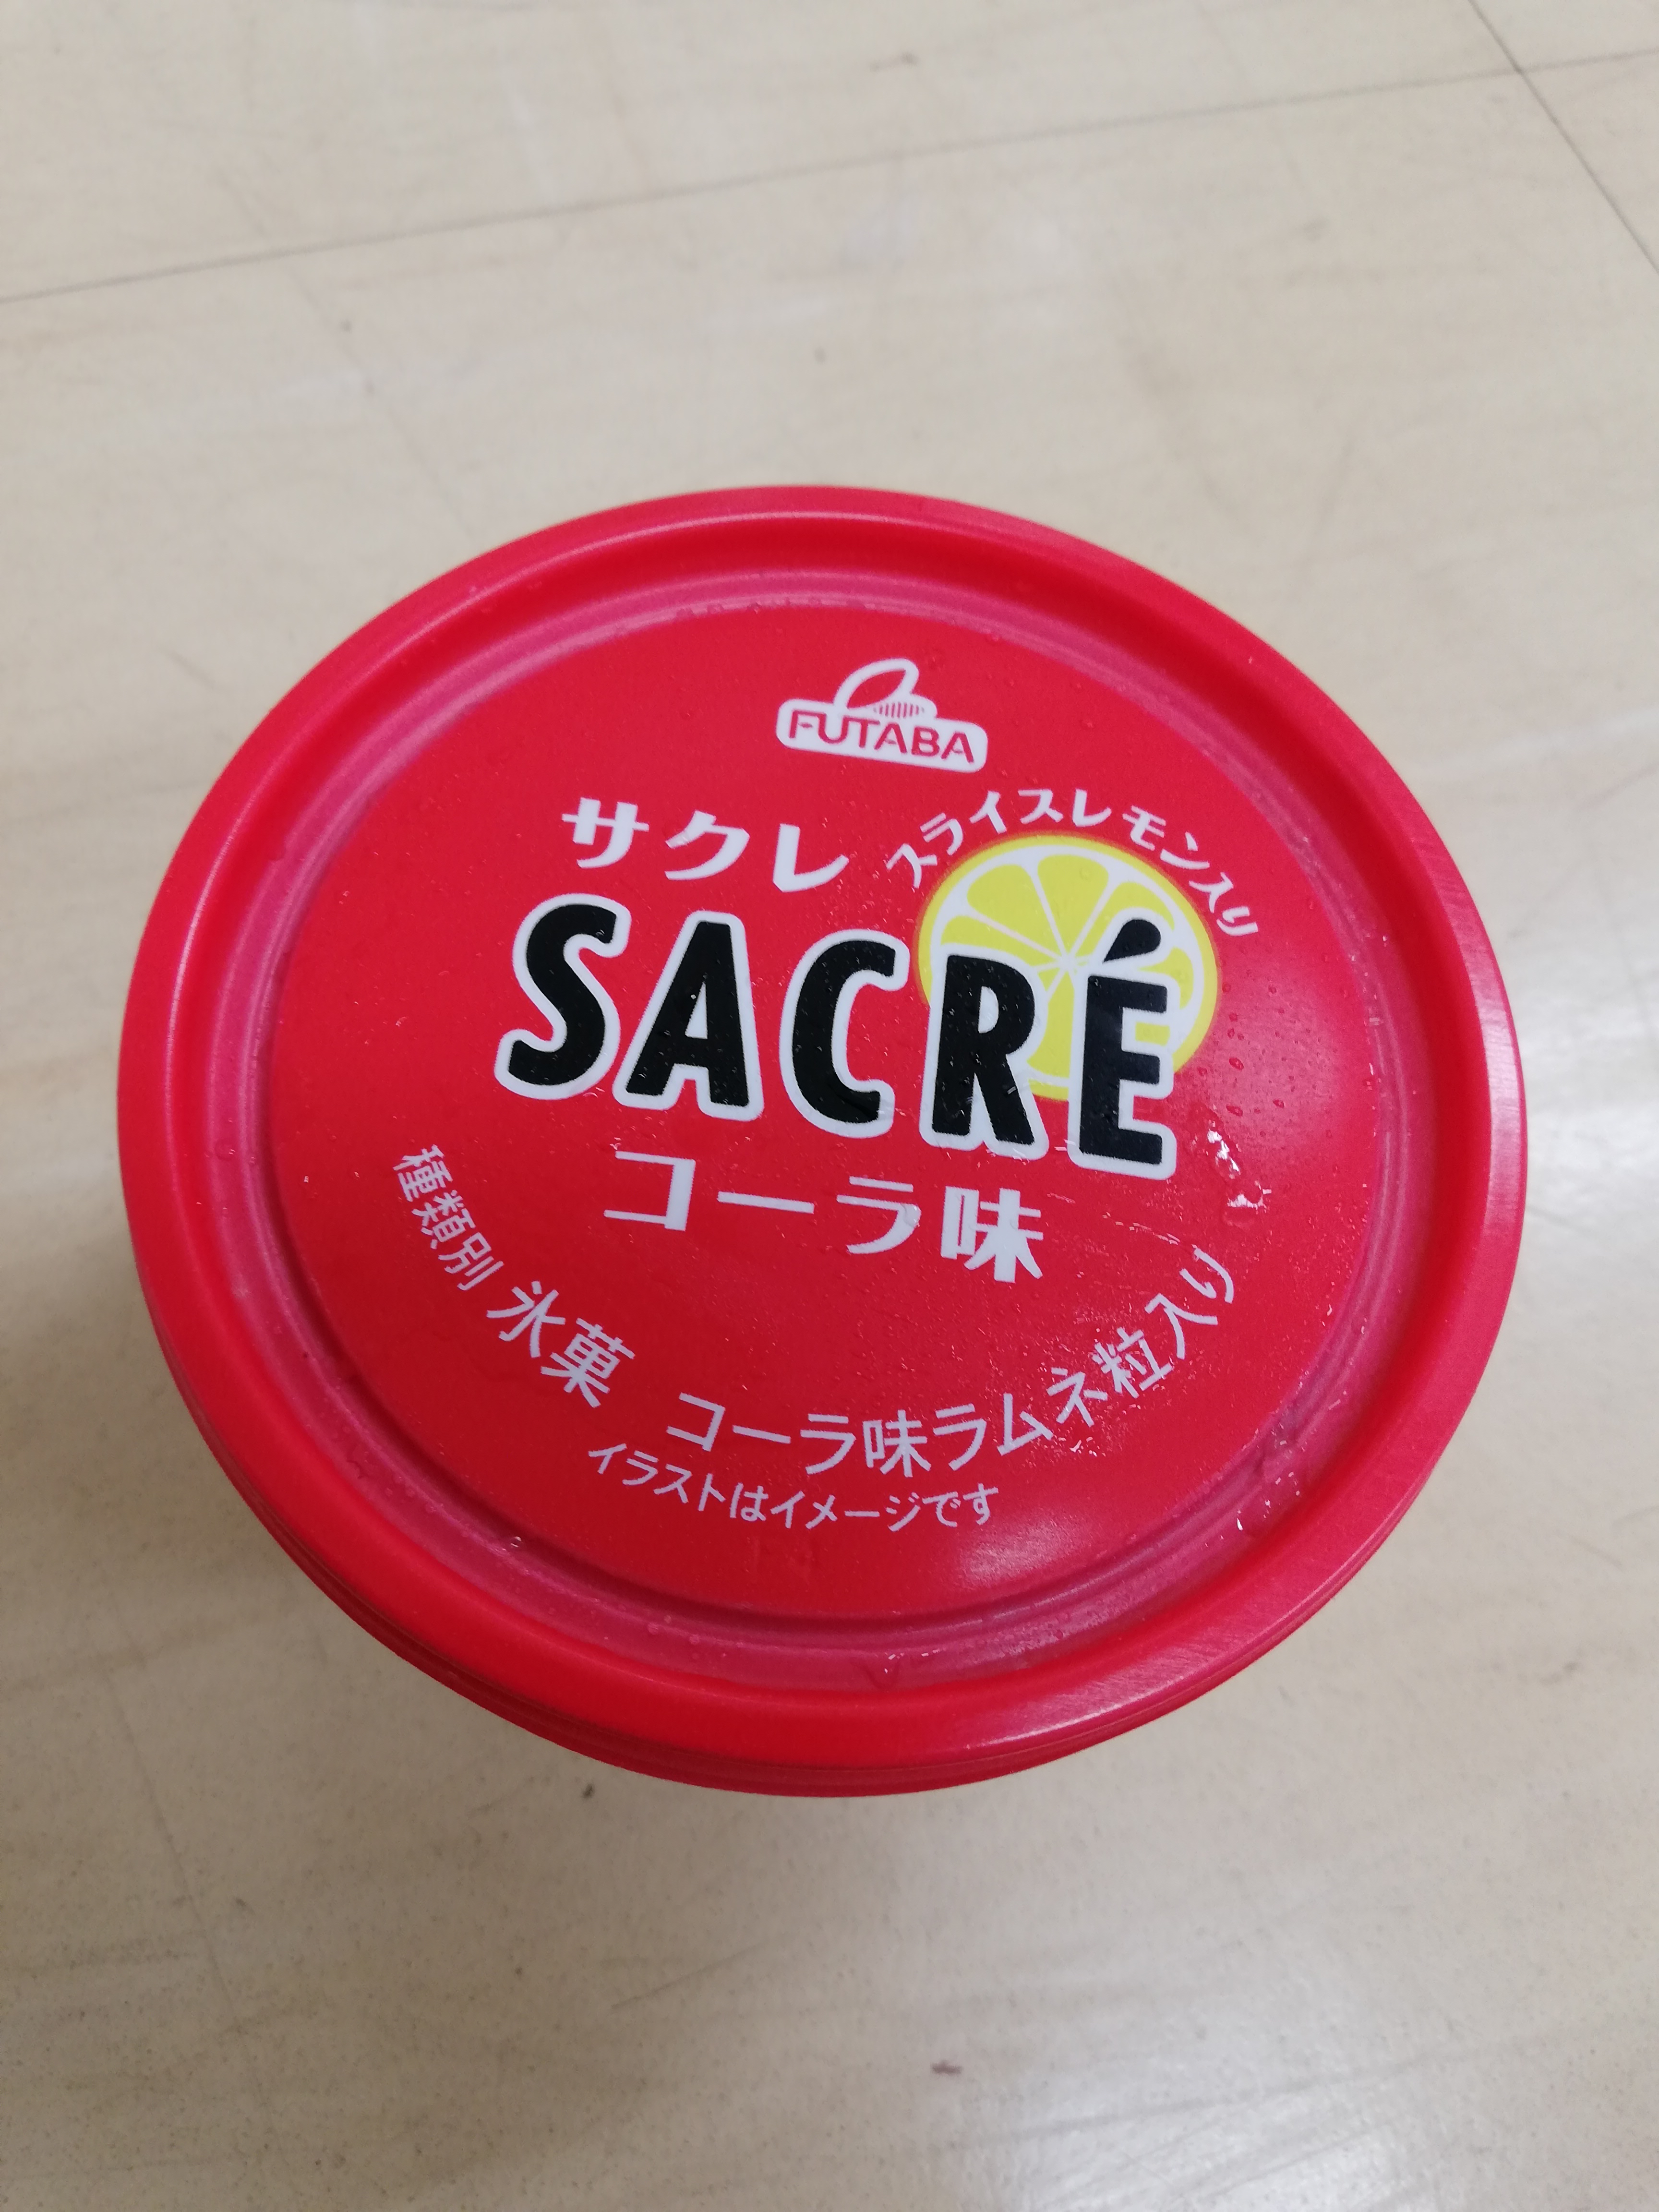 FUTABA
サクレ
スライスレモン入り
SACRÉ
コーラ味
種類別 氷菓
コーラ味ラムネ粒入り
イラストはイメージです